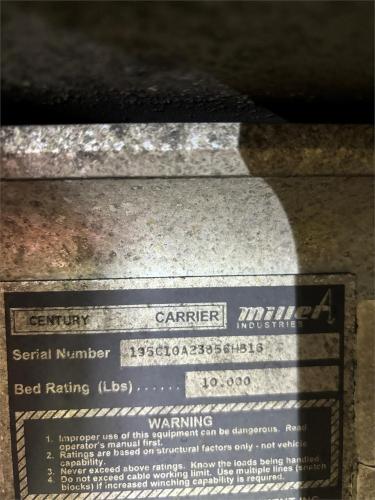 CENTURY CARRIER miller
INDUSTRIES
Serial Number 195C10A23856HB16
Bed Rating (Lbs) ...... 10,000
WARNING
1. Improper use of this equipment can be dangerous. Read
operator's manual first.
2. Ratings are based on structural factors only - not vehicle
capability.
3. Never exceed above ratings. Know the loads being handled
4. Do not exceed cable working limit. Use multiple lines (snatch
blocks) if increased winching capability is required.